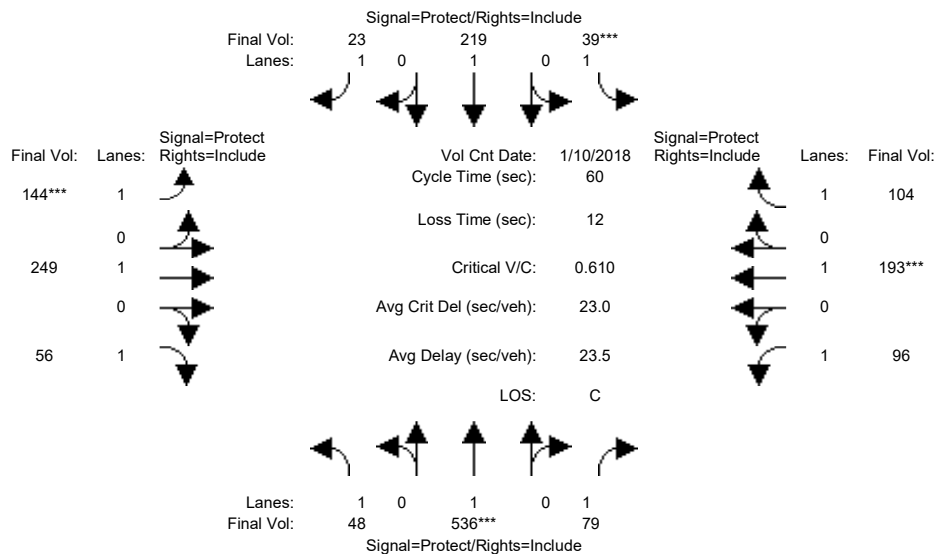 Signal=Protect/Rights=Include
Final Vol: 23 219 39***
Lanes: 1 0 1 0 1
Signal=Protect
Final Vol: Lanes: Rights=Include
Vol Cnt Date: 1/10/2018
Signal=Protect
Rights=Include Lanes: Final Vol:
Cycle Time (sec): 60
144*** 1
1 104
Loss Time (sec): 12
0
0
249 1
Critical V/C: 0.610
1 193***
0
Avg Crit Del (sec/veh): 23.0
0
56 1
Avg Delay (sec/veh): 23.5
1 96
LOS: C
Lanes: 1 0 1 0 1
Final Vol: 48 536*** 79
Signal=Protect/Rights=Include